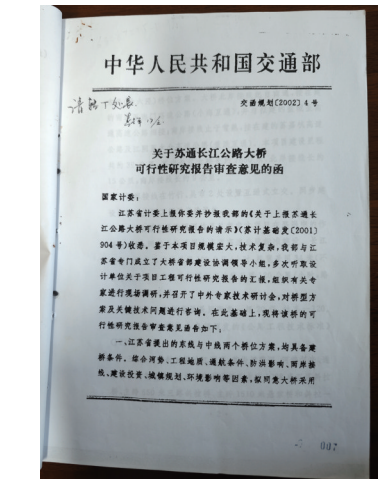 中华人民共和国交通部
交函规划[2002]4号
关于苏通长江公路大桥
可行性研究报告审查意见的函
国家计委：
江苏省计委上报你委并抄报我部的《关于上报苏通长
江公路大桥可行性研究报告的请示》(苏计基础发[2001]
904号)收悉。鉴于本项目规模宏大，技术复杂，我部与江
苏省专门成立了大桥省部建设协调领导小组，多次听取设
计单位关于项目工程可行性研究报告的汇报，组织有关专
家进行现场调研，并召开了中外专家技术研讨会，对桥型方
案及关键技术问题进行了咨询。在此基础上，现将该桥的可
行性研究报告审查意见函告如下：
一、江苏省提出的东线与中线两个桥位方案，均具备建
桥条件。综合河势、工程地质、通航条件、防洪影响、两岸接
线、建设投资、城镇规划、环境影响等因素，拟同意大桥采用
007